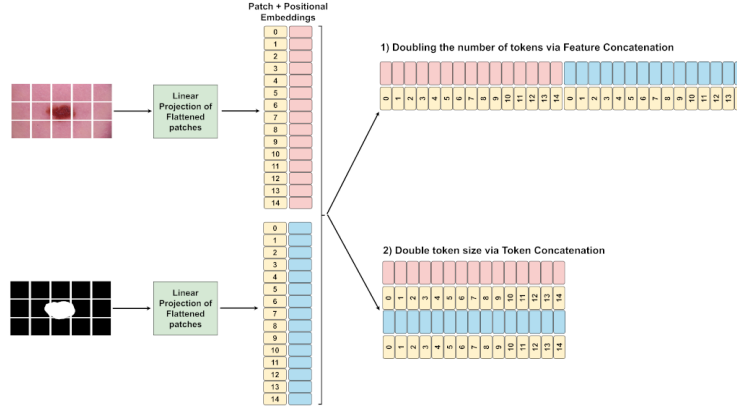 Patch + Positional
Embeddings
0
1
2
3
4
5
6
7
8
9
10
11
12
13
14
Linear
Projection of
Flattened
patches
0
1
2
3
4
5
6
7
8
9
10
11
12
13
14
Linear
Projection of
Flattened
patches
1) Doubling the number of tokens via Feature Concatenation
0 1 2 3 4 5 6 7 8 9 10 11 12 13 14 0 1 2 3 4 5 6 7 8 9 10 11 12 13
2) Double token size via Token Concatenation
0 1 2 3 4 5 6 7 8 9 10 11 12 13 14
0 1 2 3 4 5 6 7 8 9 10 11 12 13 14